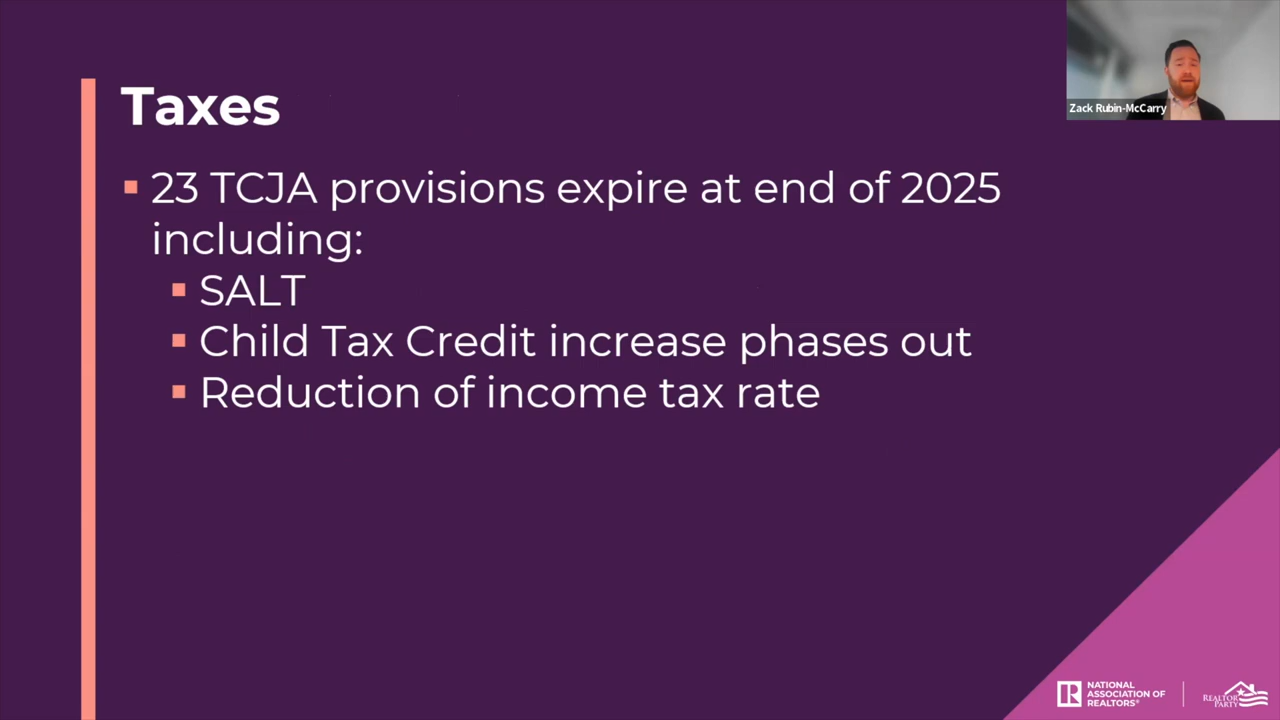 Zack Rubin-McCarry
Taxes
23 TCJA provisions expire at end of 2025
including:
SALT
Child Tax Credit increase phases out
Reduction of income tax rate
NATIONAL
ASSOCIATION OF
REALTORS®
REALTOR
PARTY